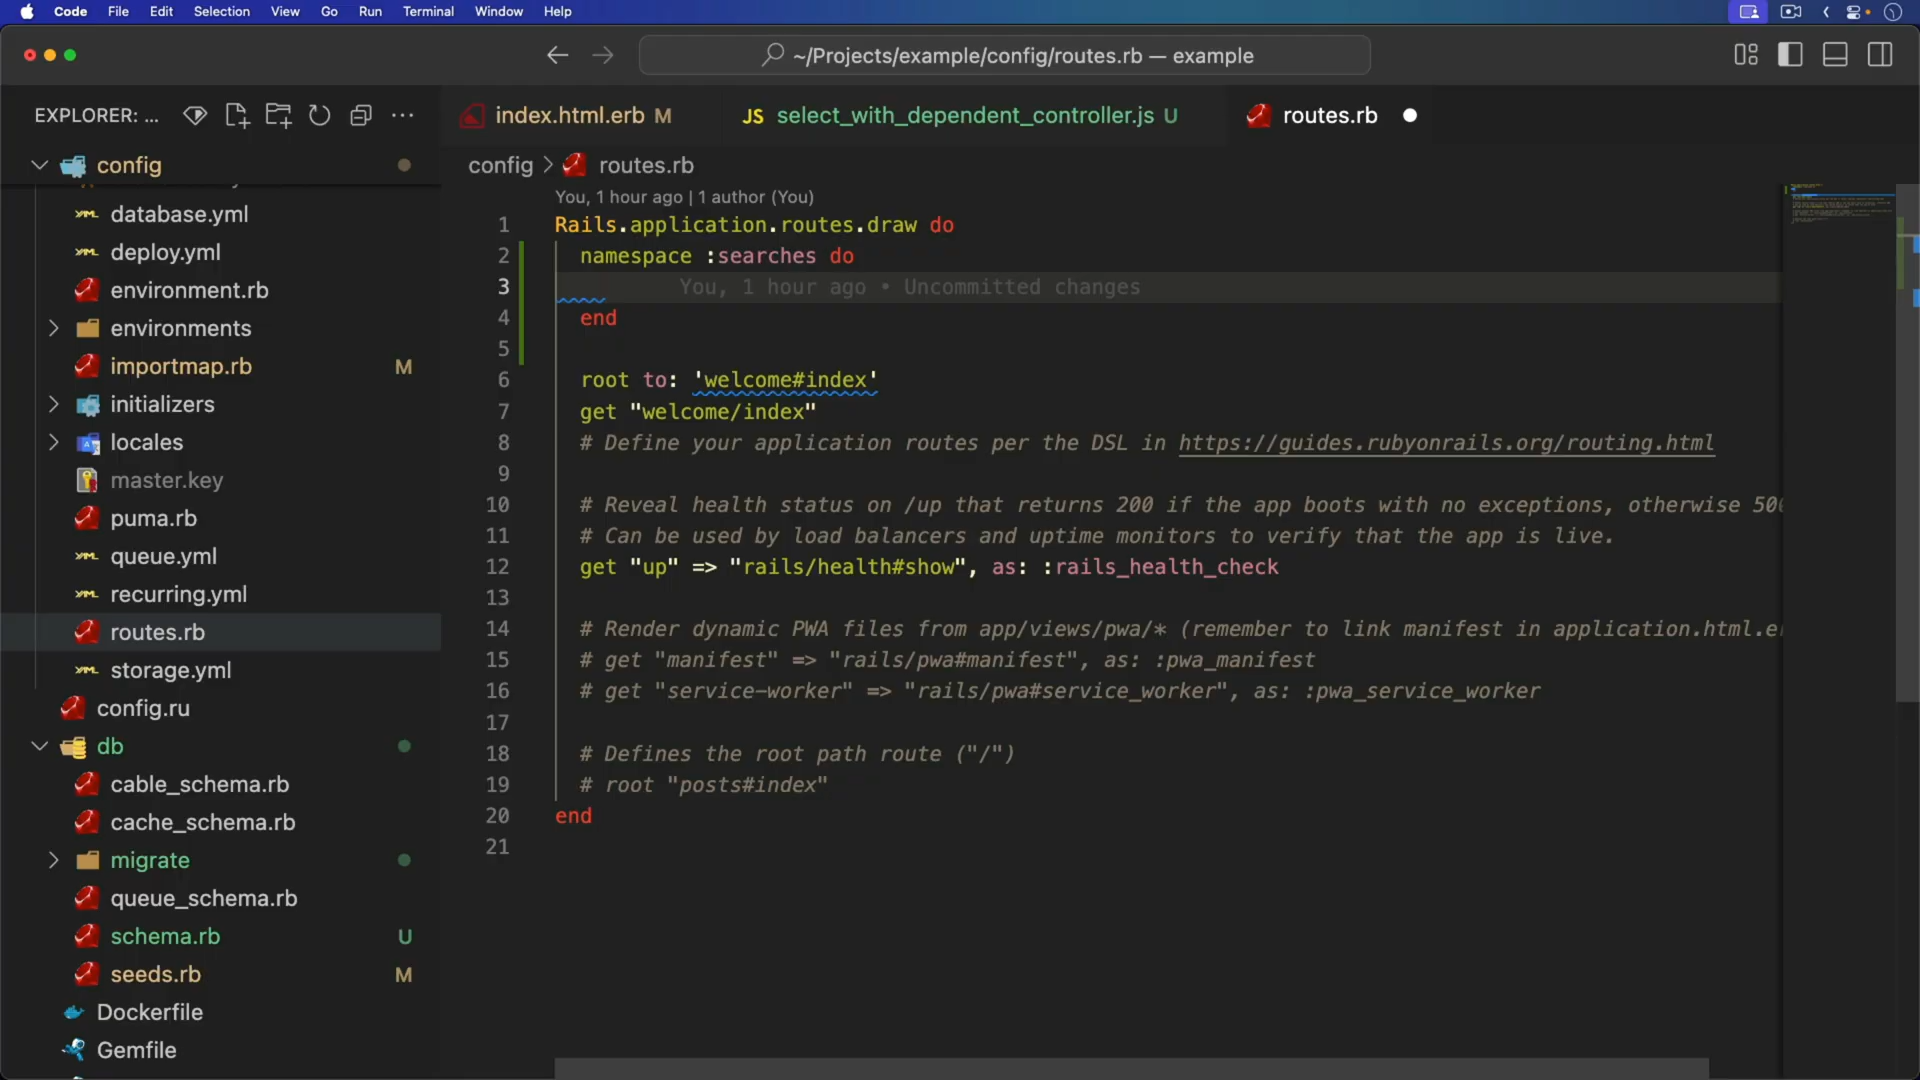 Code File Edit Selection View Go Run Terminal Window Help
~/Projects/example/config/routes.rb — example
EXPLORER: ...
index.html.erb M
JS select_with_dependent_controller.js U
routes.rb
config
config > routes.rb
database.yml
deploy.yml
environment.rb
environments
importmap.rb M
initializers
locales
master.key
puma.rb
queue.yml
recurring.yml
routes.rb
storage.yml
config.ru
db
cable_schema.rb
cache_schema.rb
migrate
queue_schema.rb
schema.rb U
seeds.rb M
Dockerfile
Gemfile
You, 1 hour ago | 1 author (You)
1 Rails.application.routes.draw do
2 namespace :searches do
3 You, 1 hour ago • Uncommitted changes
4 end
5
6 root to: 'welcome#index'
7 get "welcome/index"
8 # Define your application routes per the DSL in https://guides.rubyonrails.org/routing.html
9
10 # Reveal health status on /up that returns 200 if the app boots with no exceptions, otherwise 500
11 # Can be used by load balancers and uptime monitors to verify that the app is live.
12 get "up" => "rails/health#show", as: :rails_health_check
13
14 # Render dynamic PWA files from app/views/pwa/* (remember to link manifest in application.html.er
15 # get "manifest" => "rails/pwa#manifest", as: :pwa_manifest
16 # get "service-worker" => "rails/pwa#service_worker", as: :pwa_service_worker
17
18 # Defines the root path route ("/")
19 # root "posts#index"
20 end
21